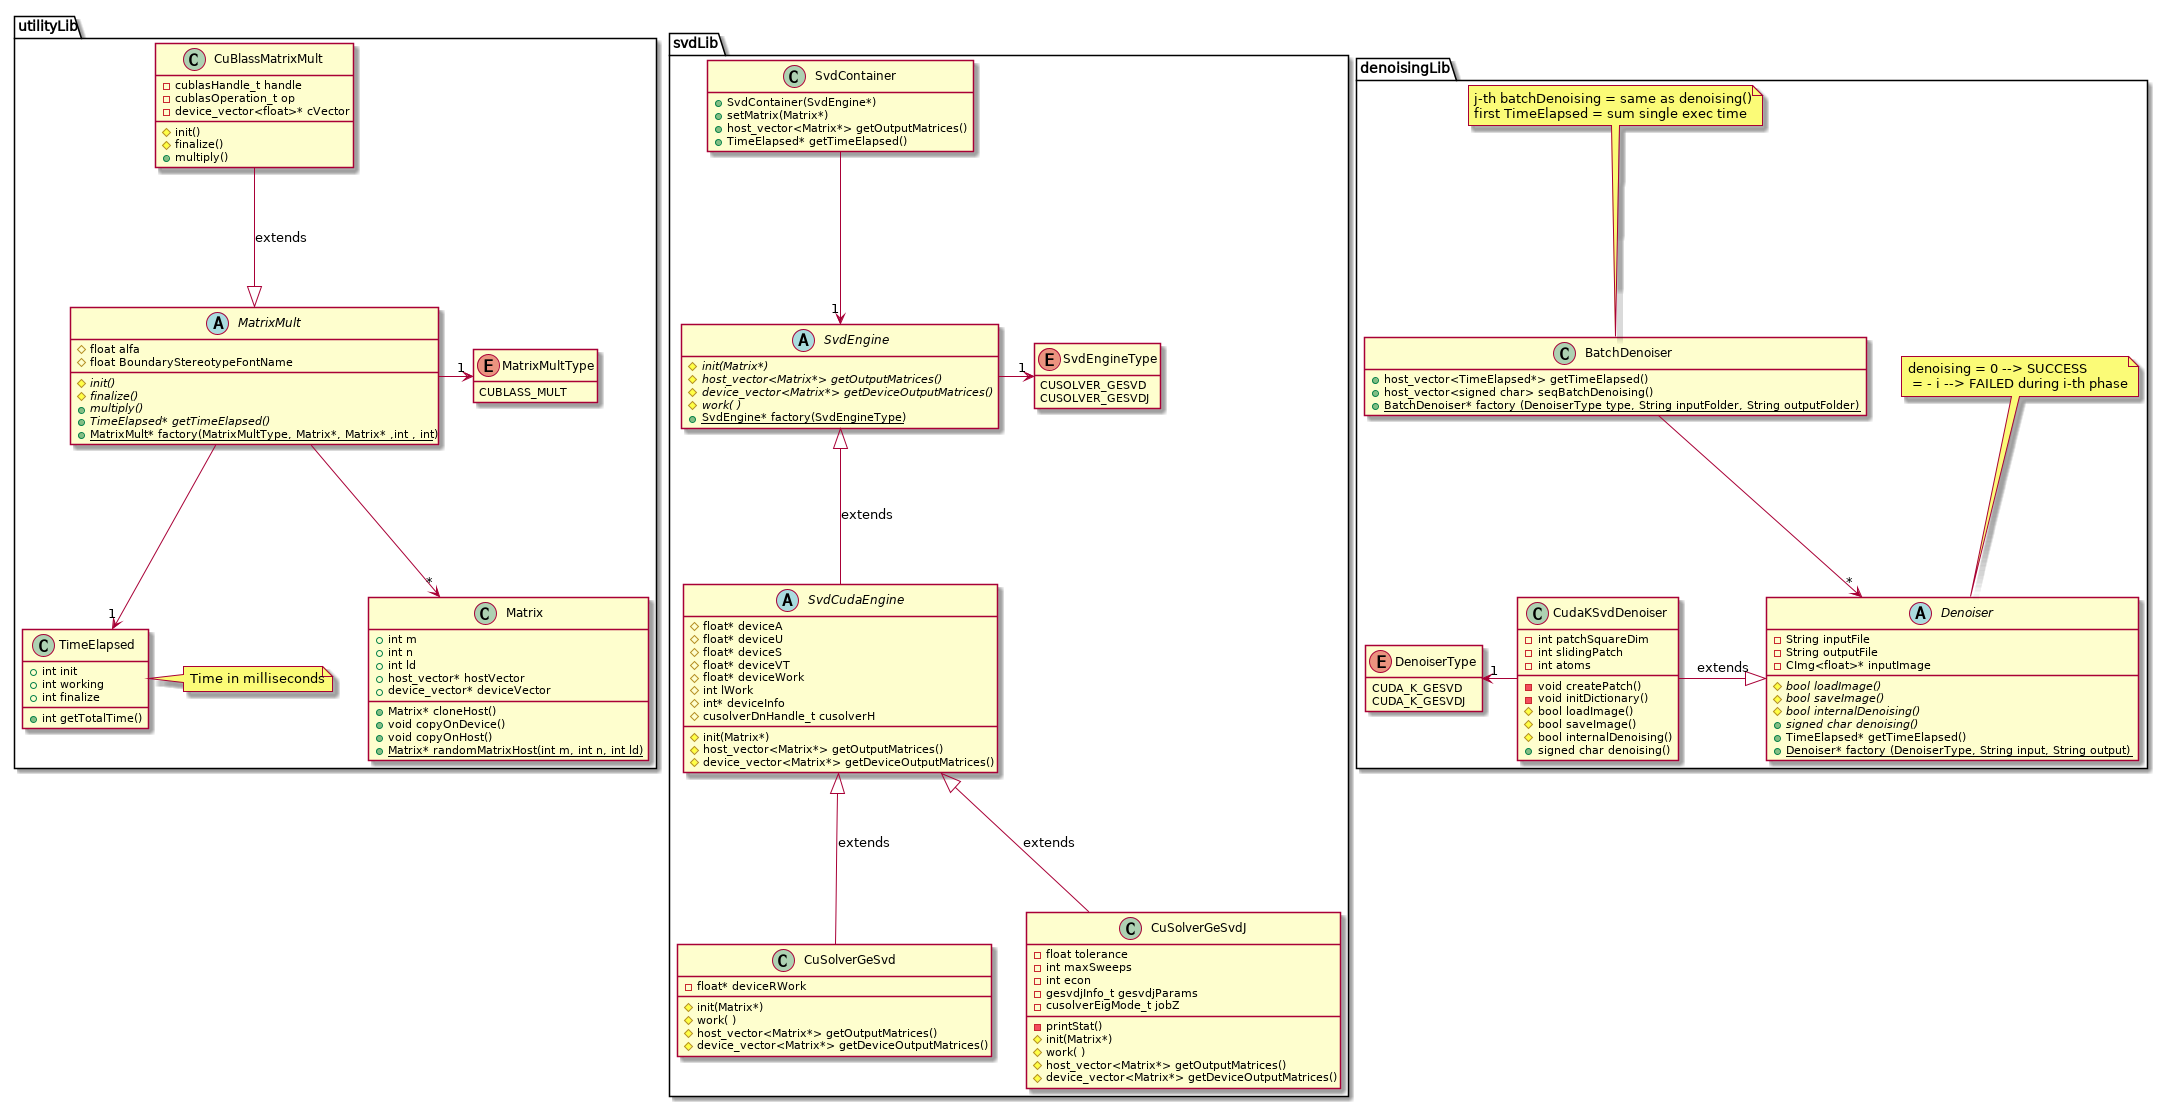 utilityLib
C CuBlassMatrixMult
cublasHandle_t handle
cublasOperation_t op
device_vector<float>* cVector
init()
finalize()
multiply()
extends
A MatrixMult
float alfa
float BoundaryStereotypeFontName
init()
finalize()
multiply()
TimeElapsed* getTimeElapsed()
MatrixMult* factory(MatrixMultType, Matrix*, Matrix* ,int , int)
1
E MatrixMultType
CUBLASS_MULT
1
*
C TimeElapsed
int init
int working
int finalize
int getTotalTime()
Time in milliseconds
C Matrix
int m
int n
int ld
host_vector* hostVector
device_vector* deviceVector
Matrix* cloneHost()
void copyOnDevice()
void copyOnHost()
Matrix* randomMatrixHost(int m, int n, int ld)
svdLib
C SvdContainer
SvdContainer(SvdEngine*)
setMatrix(Matrix*)
host_vector<Matrix*> getOutputMatrices()
TimeElapsed* getTimeElapsed()
1
A SvdEngine
init(Matrix*)
host_vector<Matrix*> getOutputMatrices()
device_vector<Matrix*> getDeviceOutputMatrices()
work( )
SvdEngine* factory(SvdEngineType)
1
E SvdEngineType
CUSOLVER_GESVD
CUSOLVER_GESVDJ
extends
A SvdCudaEngine
float* deviceA
float* deviceU
float* deviceS
float* deviceVT
float* deviceWork
int lWork
int* deviceInfo
cusolverDnHandle_t cusolverH
init(Matrix*)
host_vector<Matrix*> getOutputMatrices()
device_vector<Matrix*> getDeviceOutputMatrices()
extends
extends
C CuSolverGeSvd
float* deviceRWork
init(Matrix*)
work( )
host_vector<Matrix*> getOutputMatrices()
device_vector<Matrix*> getDeviceOutputMatrices()
C CuSolverGeSvdJ
float tolerance
int maxSweeps
int econ
gesvdjInfo_t gesvdjParams
cusolverEigMode_t jobZ
printStat()
init(Matrix*)
work( )
host_vector<Matrix*> getOutputMatrices()
device_vector<Matrix*> getDeviceOutputMatrices()
denoisingLib
j-th batchDenoising = same as denoising()
first TimeElapsed = sum single exec time
C BatchDenoiser
host_vector<TimeElapsed*> getTimeElapsed()
host_vector<signed char> seqBatchDenoising()
BatchDenoiser* factory (DenoiserType type, String inputFolder, String outputFolder)
denoising = 0 --> SUCCESS
= - i --> FAILED during i-th phase
*
E DenoiserType
CUDA_K_GESVD
CUDA_K_GESVDJ
1
C CudaKSvdDenoiser
int patchSquareDim
int slidingPatch
int atoms
void createPatch()
void initDictionary()
bool loadImage()
bool saveImage()
bool internalDenoising()
signed char denoising()
extends
A Denoiser
String inputFile
String outputFile
CImg<float>* inputImage
bool loadImage()
bool saveImage()
bool internalDenoising()
signed char denoising()
TimeElapsed* getTimeElapsed()
Denoiser* factory (DenoiserType, String input, String output)